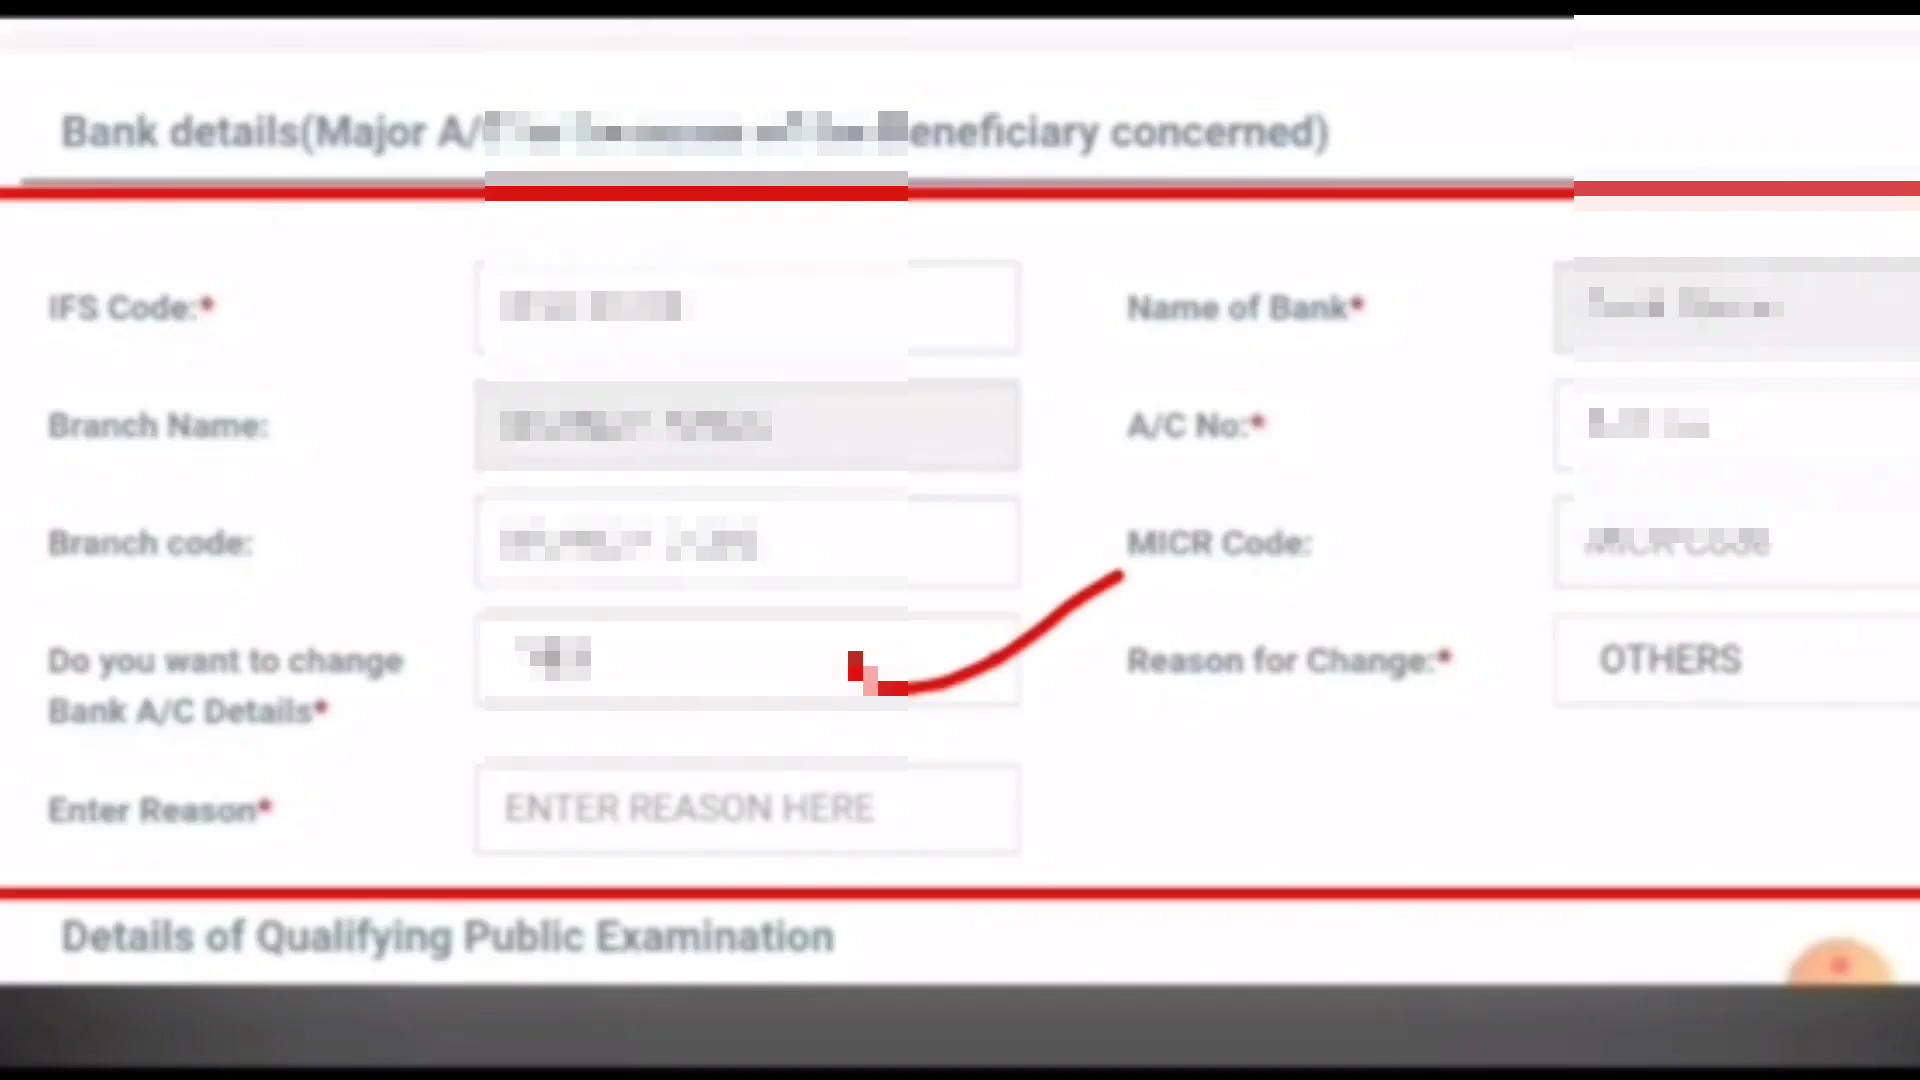 Bank details(Major A/ eneficiary concerned)
IFS Code:* Name of Bank*
Branch Name: A/C No:*
Branch code: MICR Code: MICR Code
Do you want to change Reason for Change:* OTHERS
Bank A/C Details*
Enter Reason* ENTER REASON HERE
Details of Qualifying Public Examination